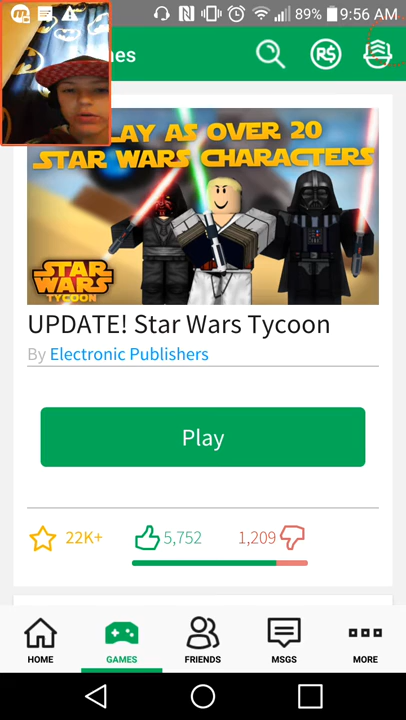 89% 9:56 AM
mes
R$
LAY AS OVER 20
STAR WARS CHARACTERS
STAR
WARS
TYCOON
UPDATE! Star Wars Tycoon
By Electronic Publishers
Play
22K+ 5,752 1,209
HOME GAMES FRIENDS MSGS MORE